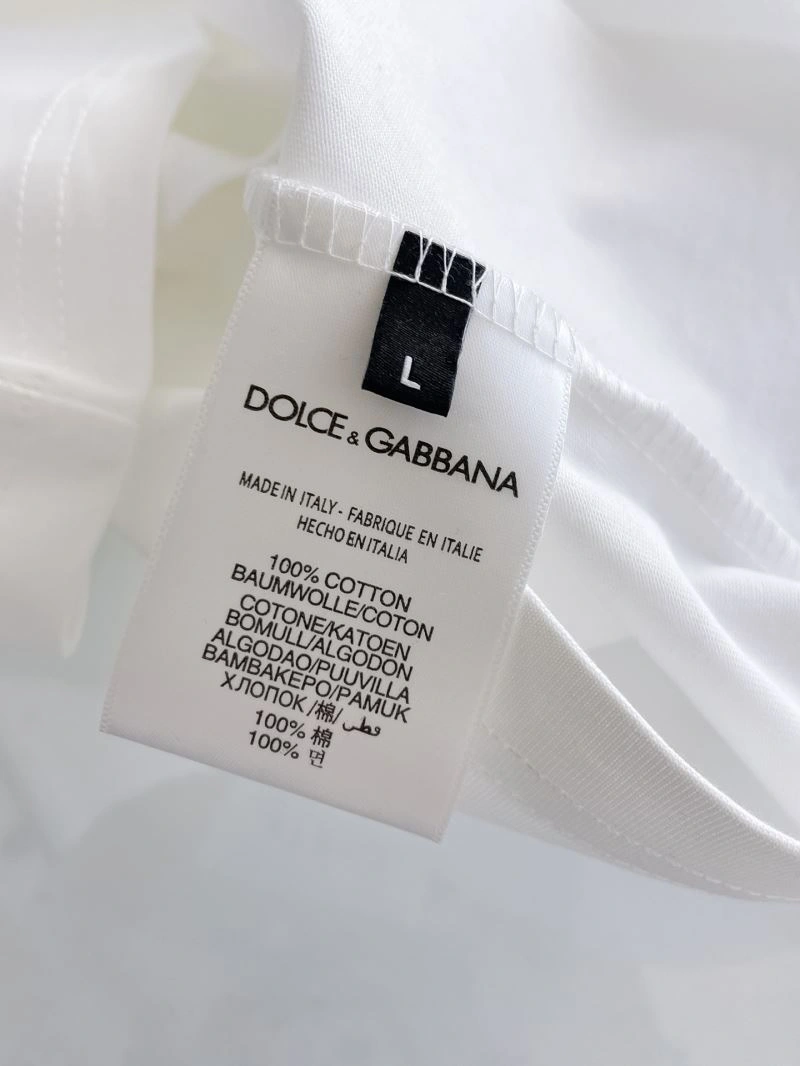 L
DOLCE & GABBANA
MADE IN ITALY - FABRIQUE EN ITALIE
HECHO EN ITALIA
100% COTTON
BAUMWOLLE/COTON
COTONE/KATOEN
BOMULL/ALGODON
ALGODAO/PUUVILLA
BAMBAKEPO/PAMUK
ХЛОПОК /棉/ قطن
100% 棉
100% 면